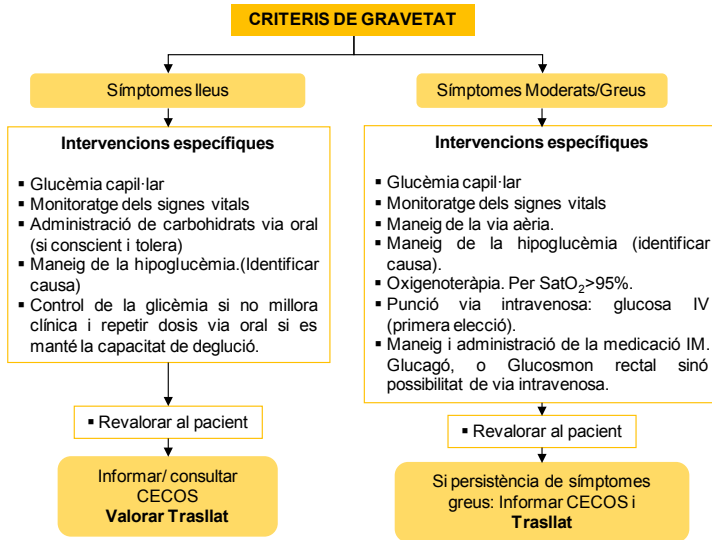 CRITERIS DE GRAVETAT
Símptomes lleus
Intervencions específiques
▪ Glucèmia capil·lar
▪ Monitoratge dels signes vitals
▪ Administració de carbohidrats via oral
(si conscient i tolera)
▪ Maneig de la hipoglucèmia.(Identificar
causa)
▪ Control de la glicèmia si no millora
clínica i repetir dosis via oral si es
manté la capacitat de deglució.
▪ Revalorar al pacient
Informar/ consultar
CECOS
Valorar Trasllat
Símptomes Moderats/Greus
Intervencions específiques
▪ Glucèmia capil·lar
▪ Monitoratge dels signes vitals
▪ Maneig de la via aèria.
▪ Maneig de la hipoglucèmia (identificar
causa).
▪ Oxigenoteràpia. Per SatO₂>95%.
▪ Punció via intravenosa: glucosa IV
(primera elecció).
▪ Maneig i administració de la medicació IM.
Glucagó, o Glucosmon rectal sinó
possibilitat de via intravenosa.
▪ Revalorar al pacient
Si persistència de símptomes
greus: Informar CECOS i
Trasllat